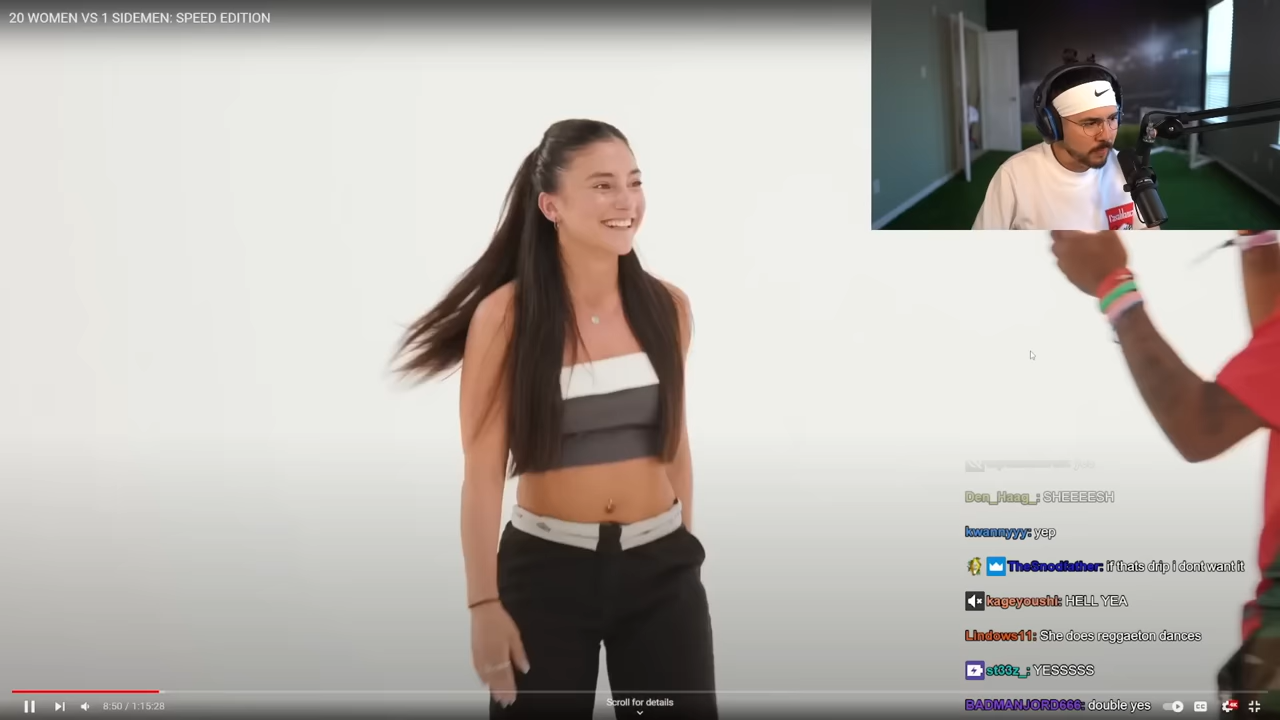 20 WOMEN VS 1 SIDEMEN: SPEED EDITION
Den_Haag_: SHEEEESH
kwannyyy: yep
TheSnodfather: if thats drip i dont want it
kageyoushi: HELL YEA
Lindows11: She does reggaeton dances
st33z_: YESSSSS
BADMANJORD666: double yes
8:50 / 1:15:28
Scroll for details